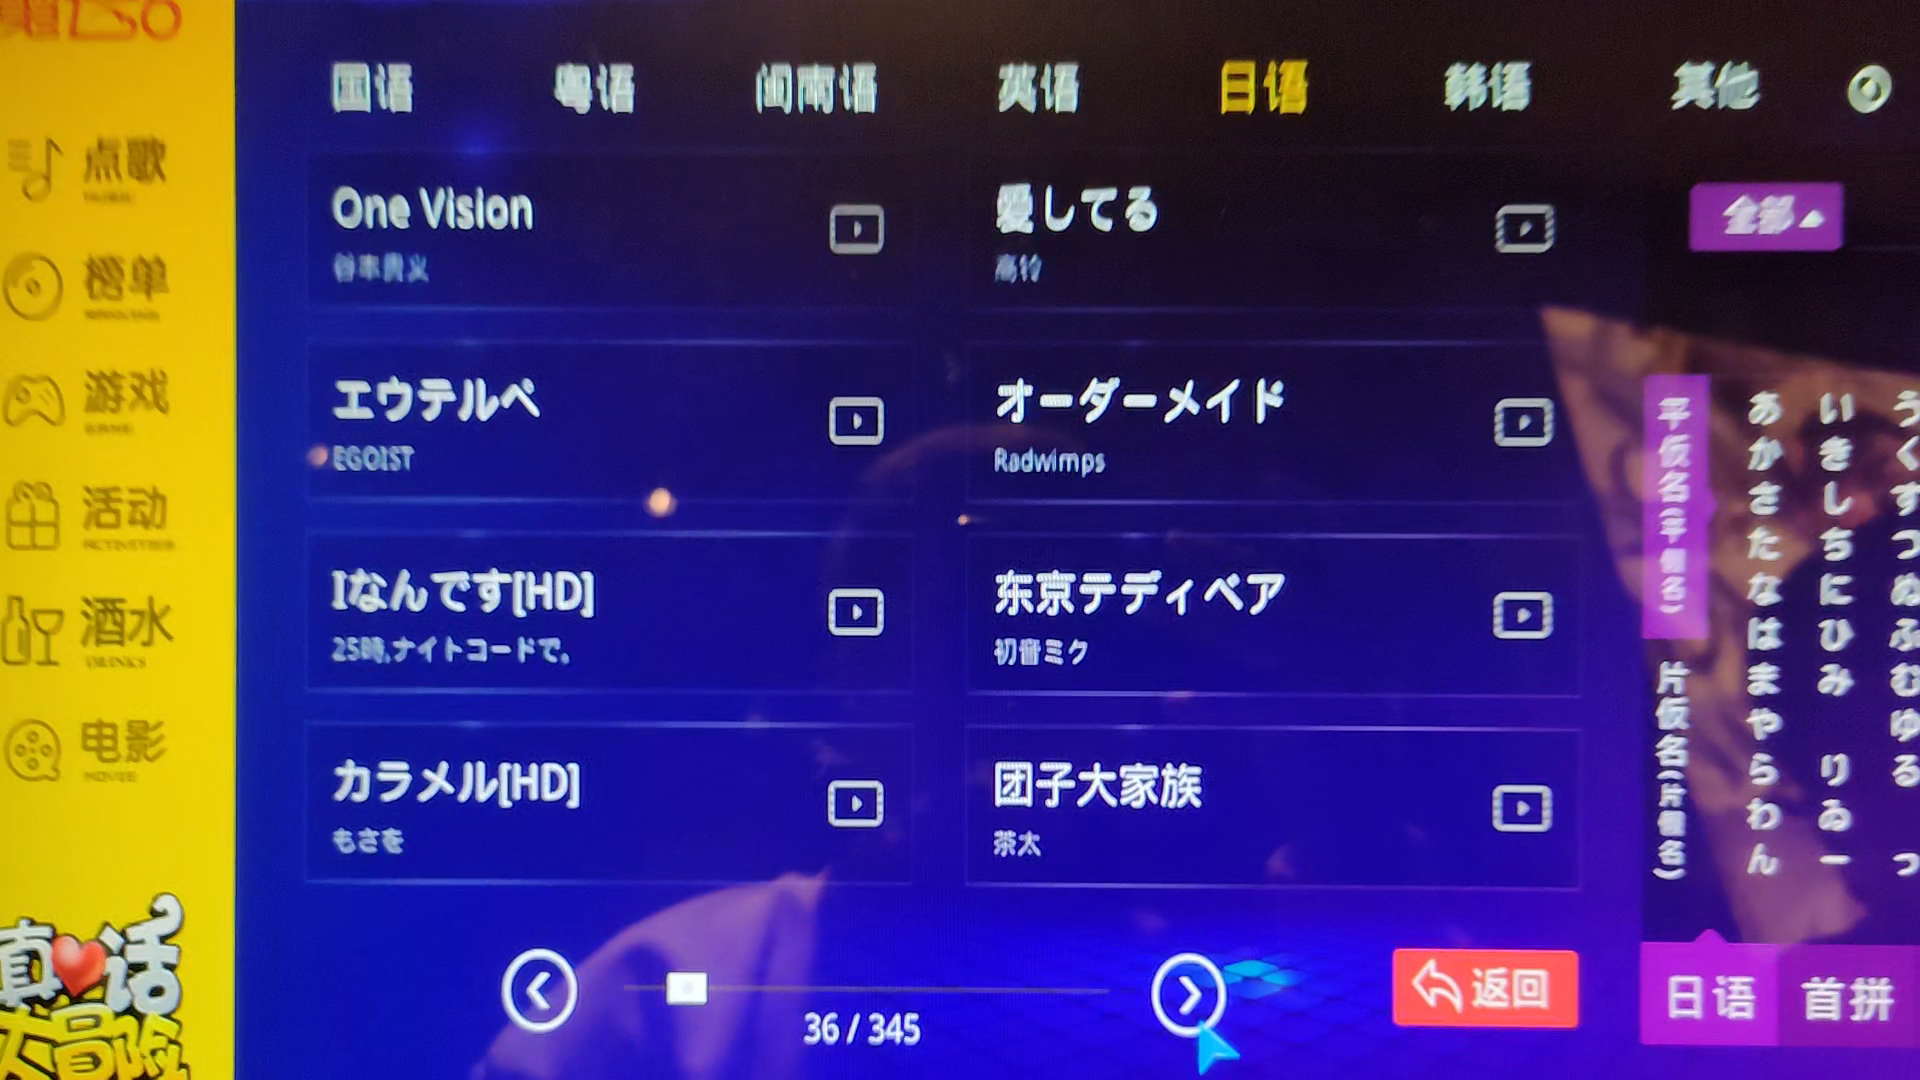 国语 粤语 闽南语 英语 日语 韩语 其他
点歌
榜单
游戏
GAME
活动
ACTIVITIES
酒水
DRINKS
电影
MOVIE
真话
大冒险
One Vision
谷本貴义
愛してる
高铃
エウテルペ
EGOIST
オーダーメイド
Radwimps
Iなんです[HD]
25時,ナイトコードで。
东京テディベア
初音ミク
カラメル[HD]
もさを
团子大家族
茶太
36 / 345
返回
全部
平仮名(平假名)
片仮名(片假名)
あ い う
か き く
さ し す
た ち つ
な に ぬ
は ひ ふ
ま み む
や ゆ
ら り る
わ ゐ
ん ー っ
日语 首拼